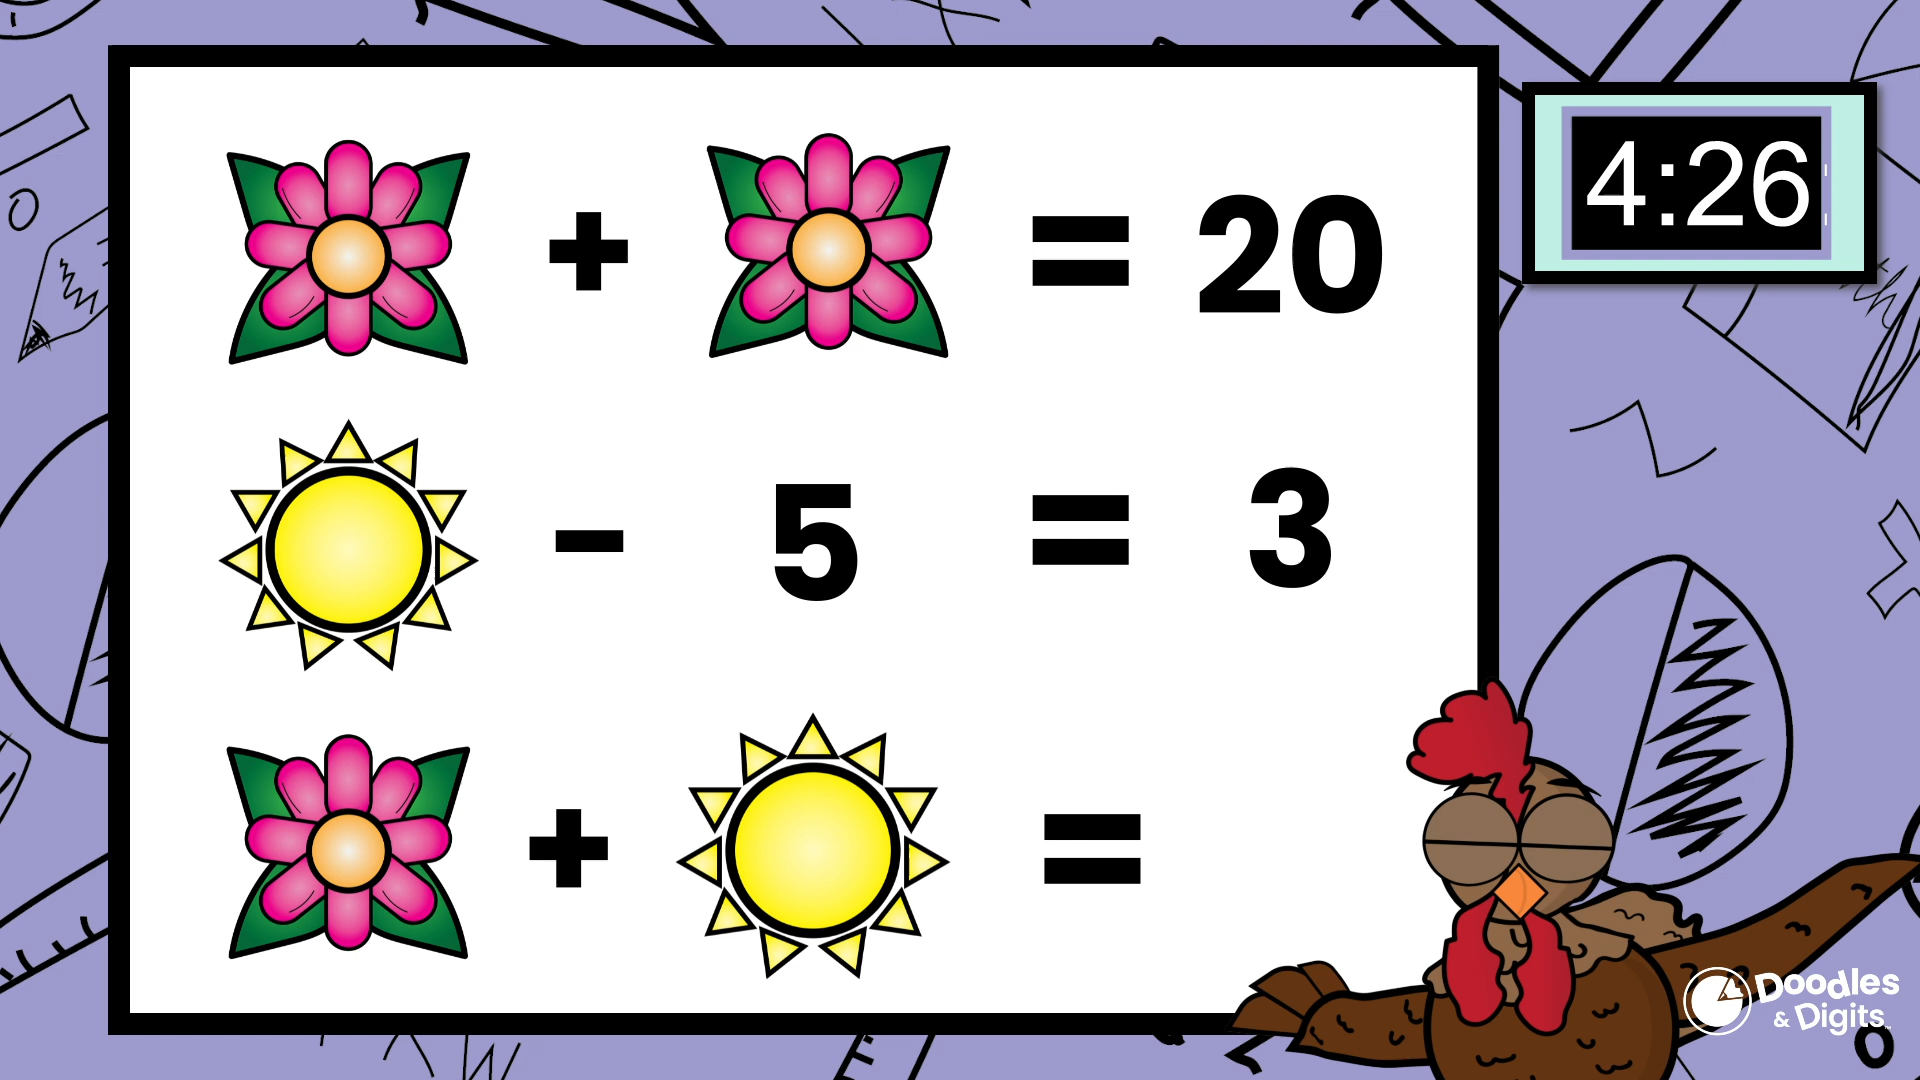 + = 20
4:26
- 5 = 3
+ =
Doodles
& Digits